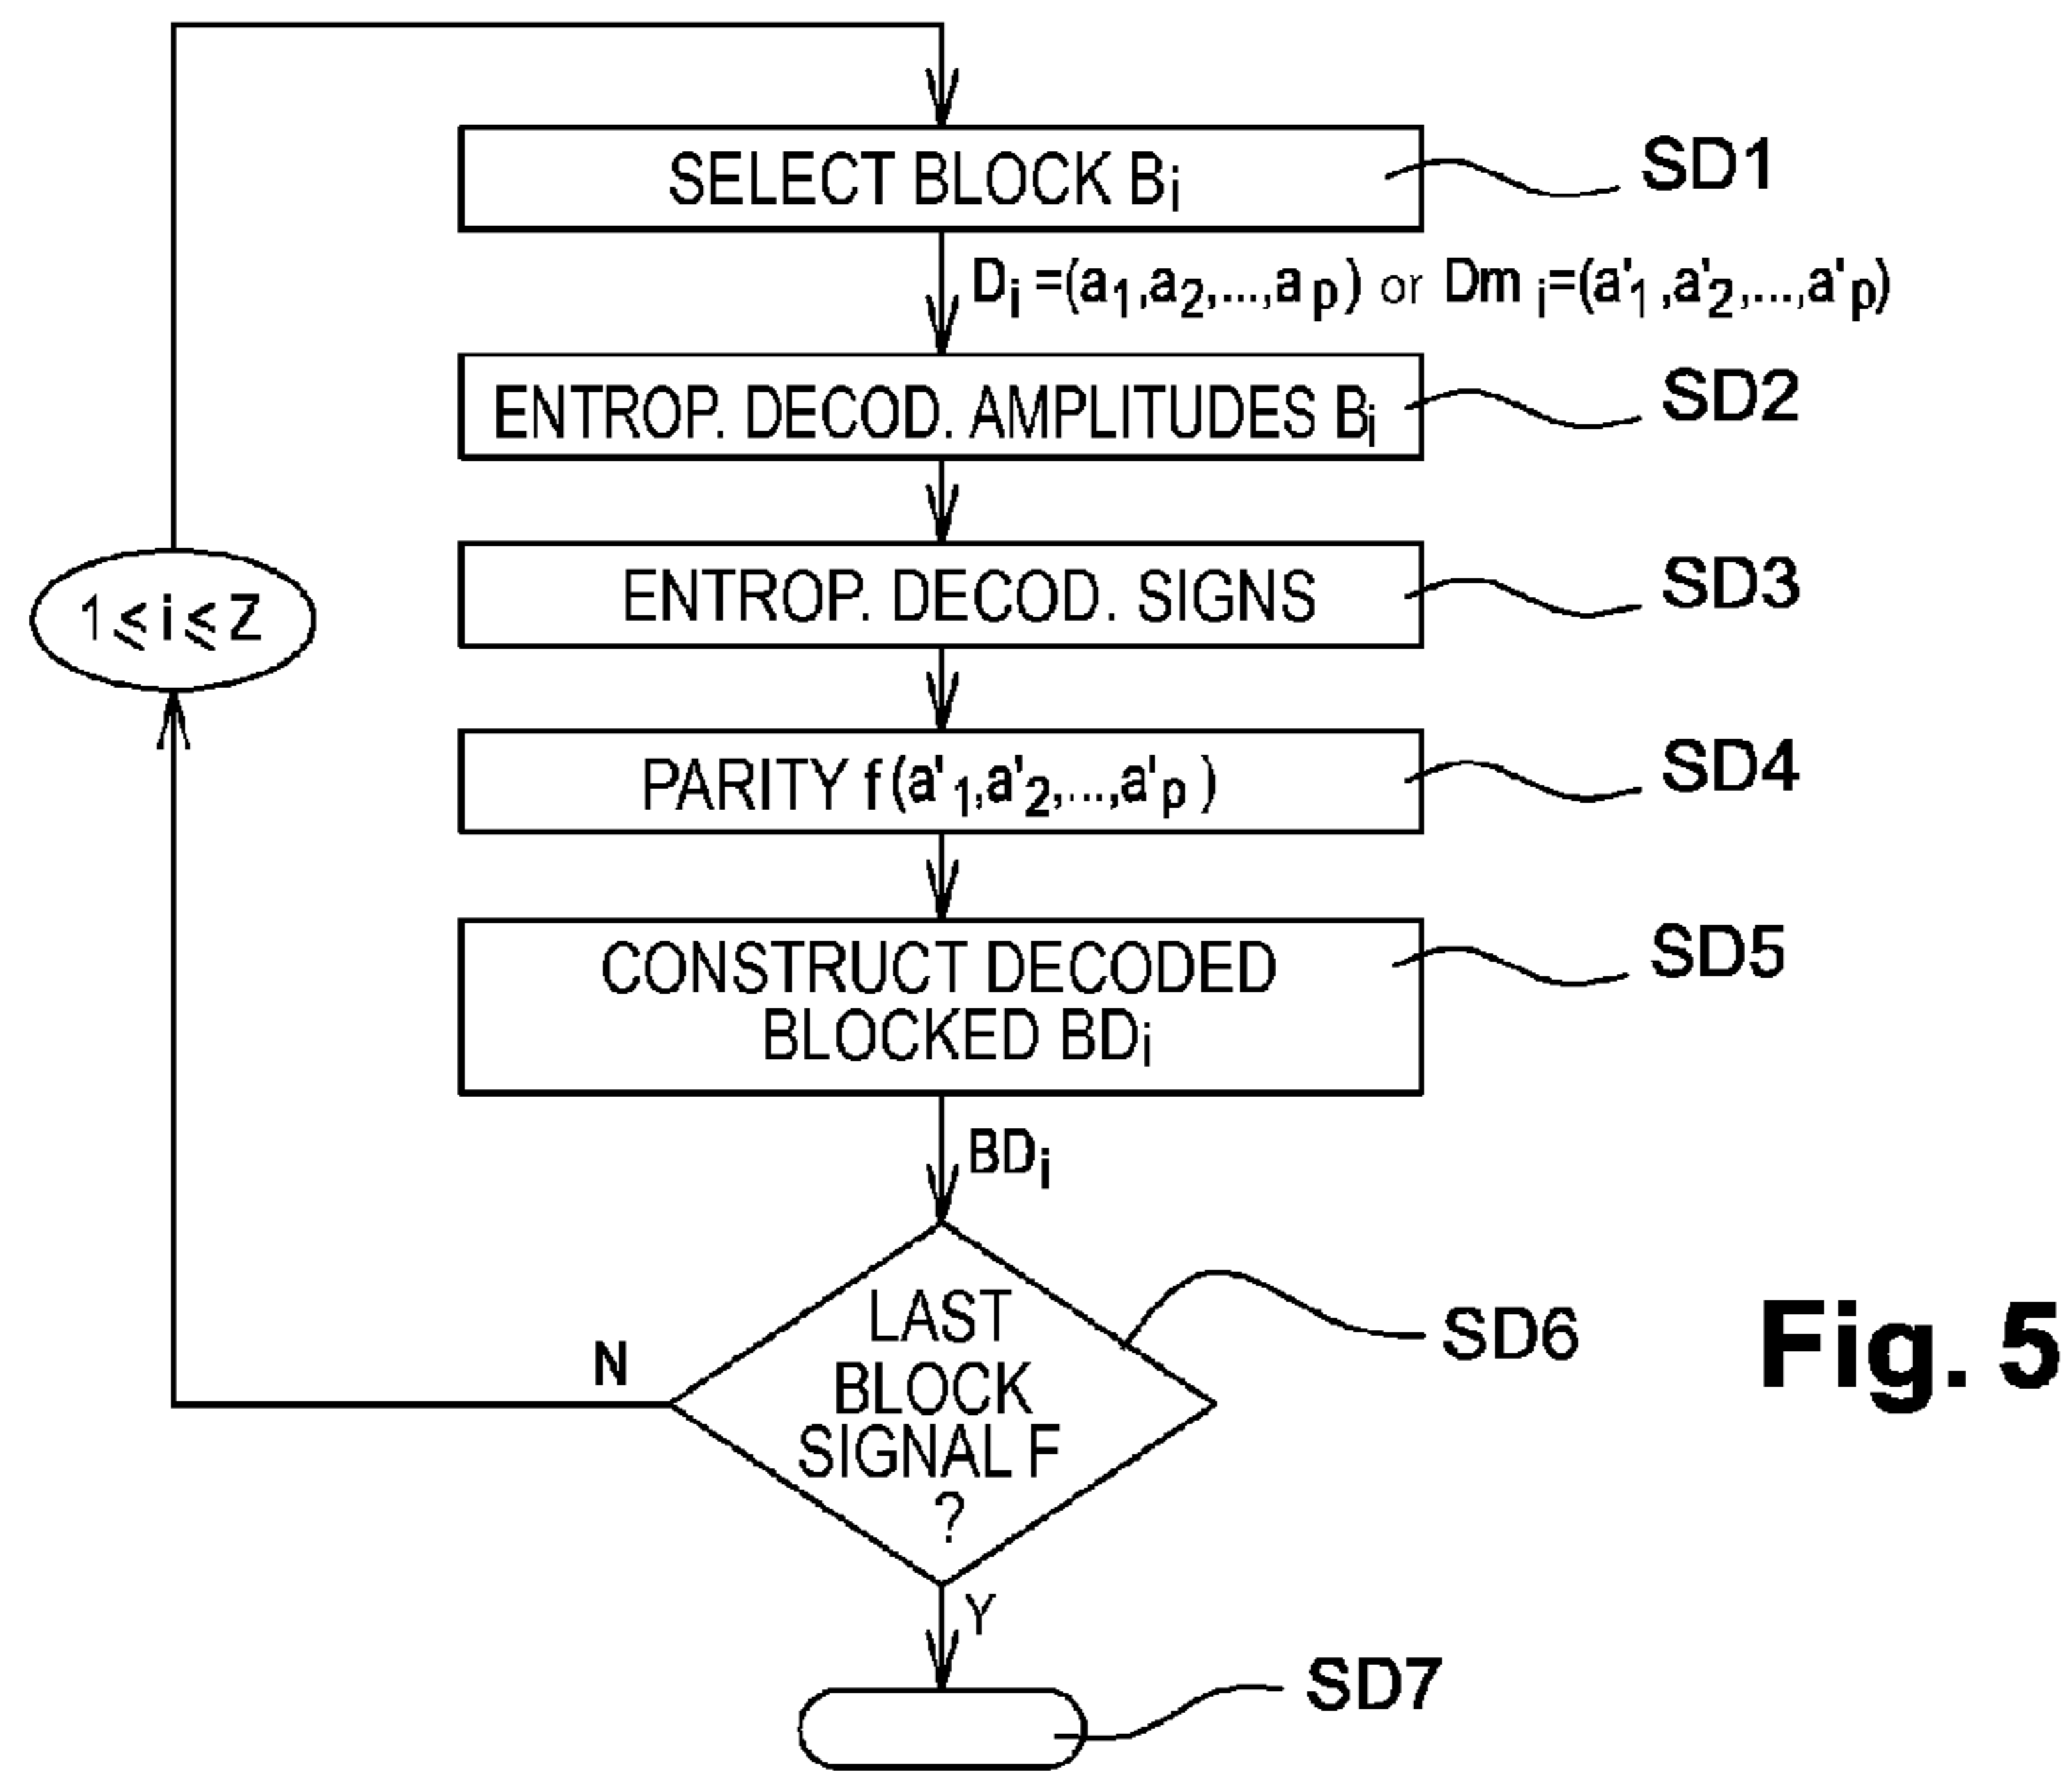 SELECT BLOCK Bi
SD1
Di =(a1,a2,...,ap) or Dm i=(a'1,a'2,...,a'p)
ENTROP. DECOD. AMPLITUDES Bi
SD2
ENTROP. DECOD. SIGNS
SD3
1≤i≤Z
PARITY f(a'1,a'2,...,a'p)
SD4
CONSTRUCT DECODED
BLOCKED BDi
SD5
BDi
LAST
BLOCK
SIGNAL F
?
SD6
N
Fig. 5
Y
SD7